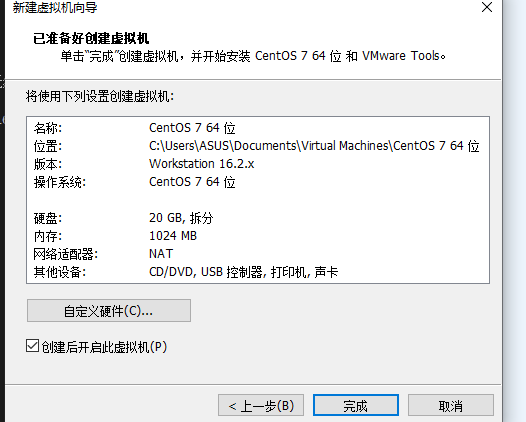 新建虚拟机向导
已准备好创建虚拟机
单击“完成”创建虚拟机，并开始安装 CentOS 7 64 位 和 VMware Tools。
将使用下列设置创建虚拟机:
名称: CentOS 7 64 位
位置: C:\Users\ASUS\Documents\Virtual Machines\CentOS 7 64 位
版本: Workstation 16.2.x
操作系统: CentOS 7 64 位
硬盘: 20 GB, 拆分
内存: 1024 MB
网络适配器: NAT
其他设备: CD/DVD, USB 控制器, 打印机, 声卡
自定义硬件(C)...
创建后开启此虚拟机(P)
< 上一步(B) 完成 取消